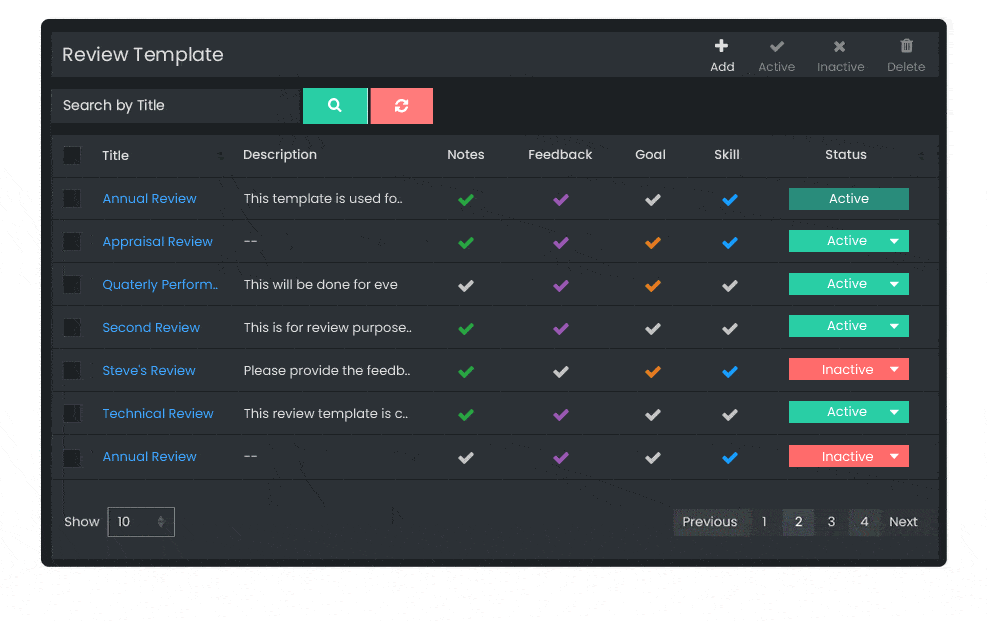 Review Template
Add Active Inactive Delete
Search by Title
Title Description Notes Feedback Goal Skill Status
Annual Review This template is used fo.. Active
Appraisal Review -- Active
Quaterly Perform.. This will be done for eve Active
Second Review This is for review purpose.. Active
Steve's Review Please provide the feedb.. Inactive
Technical Review This review template is c.. Active
Annual Review -- Inactive
Show 10 Previous 1 2 3 4 Next